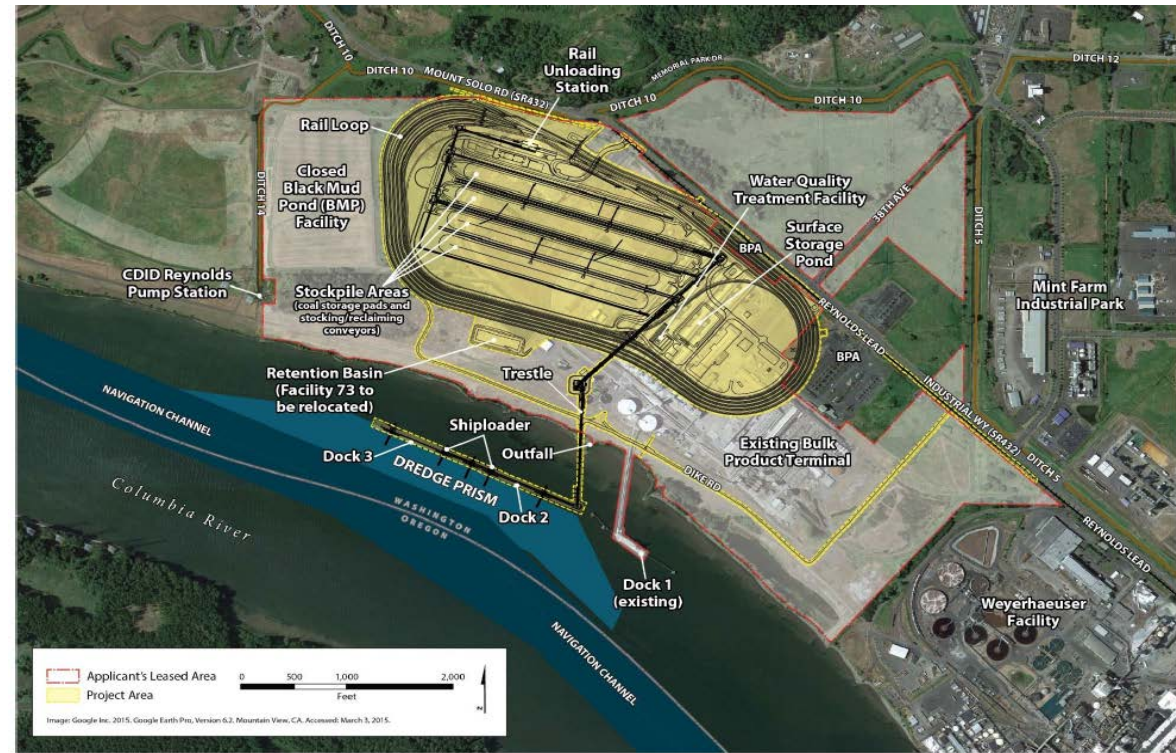 DITCH 10
DITCH 10
MOUNT SOLO RD (SR432)
Rail
Unloading
Station
MEMORIAL PARK DR
DITCH 10
DITCH 10
DITCH 12
Rail Loop
Closed
Black Mud
Pond (BMP)
Facility
DITCH 14
Water Quality
Treatment Facility
Surface
Storage
Pond
38TH AVE
DITCH 5
BPA
CDID Reynolds
Pump Station
Stockpile Areas
(coal storage pads and
stocking/reclaiming
conveyors)
Mint Farm
Industrial Park
REYNOLDS LEAD
BPA
Retention Basin
(Facility 73 to
be relocated)
Trestle
INDUSTRIAL WY (SR432)
NAVIGATION CHANNEL
Shiploader
Dock 3
Outfall
Existing Bulk
Product Terminal
DREDGE PRISM
DIKE RD
DITCH 5
Columbia River
WASHINGTON
OREGON
Dock 2
REYNOLDS LEAD
Dock 1
(existing)
Weyerhaeuser
Facility
NAVIGATION CHANNEL
Applicant's Leased Area
Project Area
0 500 1,000 2,000
Feet
N
Image: Google Inc. 2015. Google Earth Pro, Version 6.2. Mountain View, CA. Accessed: March 3, 2015.